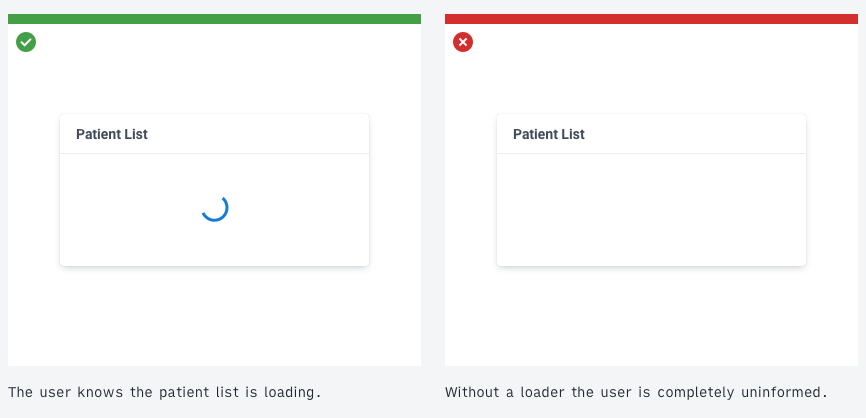 Patient List
Patient List
The user knows the patient list is loading.
Without a loader the user is completely uninformed.